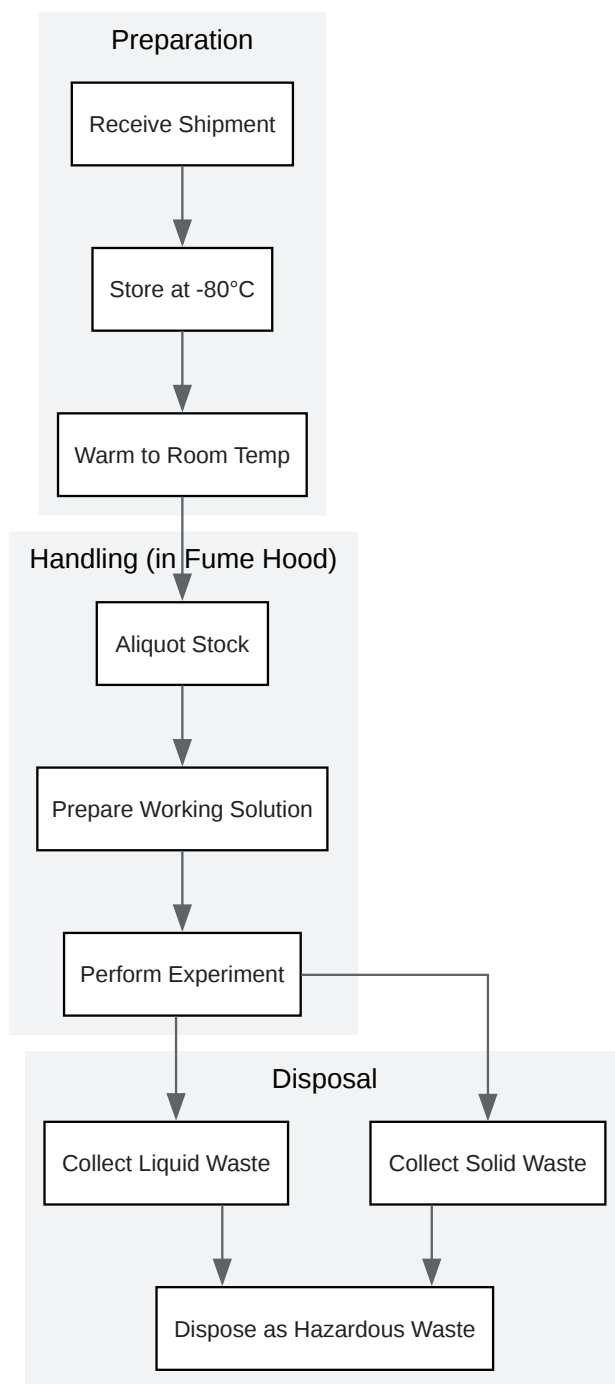 Preparation
Receive Shipment
Store at -80°C
Warm to Room Temp
Handling (in Fume Hood)
Aliquot Stock
Prepare Working Solution
Perform Experiment
Disposal
Collect Liquid Waste
Collect Solid Waste
Dispose as Hazardous Waste